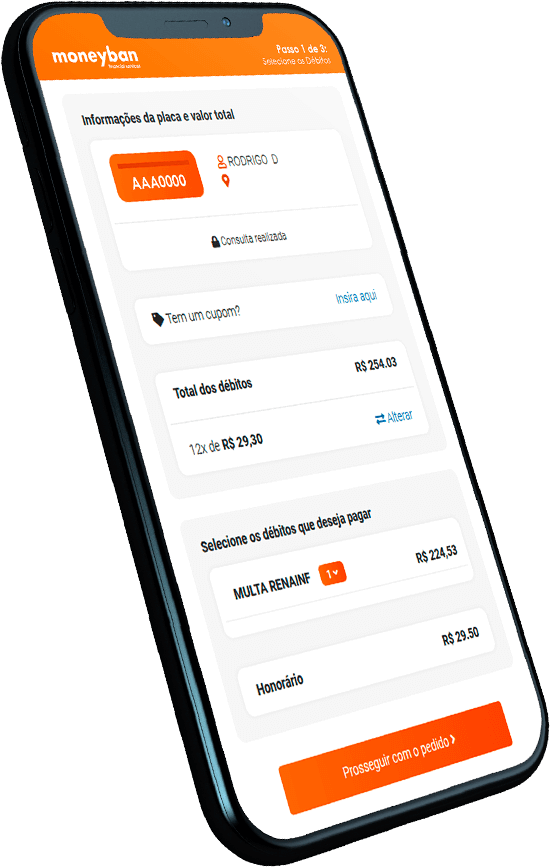 moneyban
financial services
Passo 1 de 3:
Selecione os Débitos
Informações da placa e valor total
AAA0000
RODRIGO D
Consulta realizada
Tem um cupom?
Insira aqui
Total dos débitos
R$ 254.03
12x de R$ 29,30
Alterar
Selecione os débitos que deseja pagar
MULTA RENAINF
1
R$ 224,53
Honorário
R$ 29.50
Prosseguir com o pedido